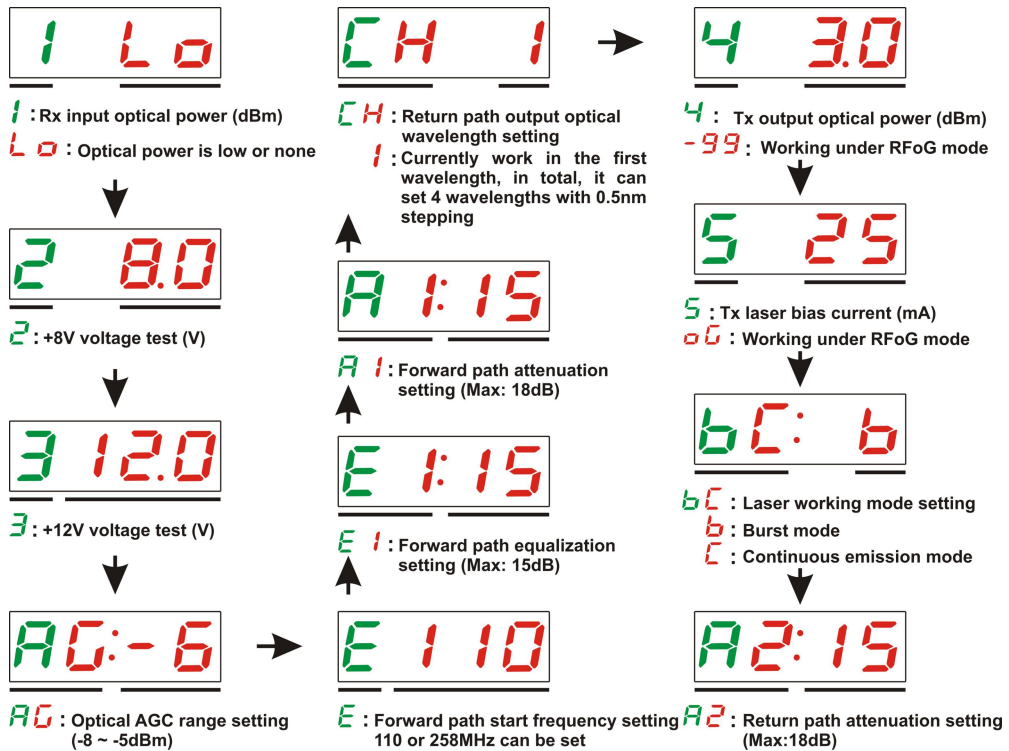 1 Lo
1 : Rx input optical power (dBm)
Lo : Optical power is low or none
2 8.0
2 : +8V voltage test (V)
3 12.0
3 : +12V voltage test (V)
AG:-6
AG : Optical AGC range setting
(-8 ~ -5dBm)
E 110
E : Forward path start frequency setting
110 or 258MHz can be set
E1:15
E1 : Forward path equalization
setting (Max: 15dB)
A1:15
A1 : Forward path attenuation
setting (Max: 18dB)
CH 1
CH : Return path output optical
wavelength setting
1 : Currently work in the first
wavelength, in total, it can
set 4 wavelengths with 0.5nm
stepping
4 3.0
4 : Tx output optical power (dBm)
-99 : Working under RFoG mode
5 25
5 : Tx laser bias current (mA)
oG : Working under RFoG mode
bC: b
bC : Laser working mode setting
b : Burst mode
C : Continuous emission mode
A2:15
A2 : Return path attenuation setting
(Max:18dB)